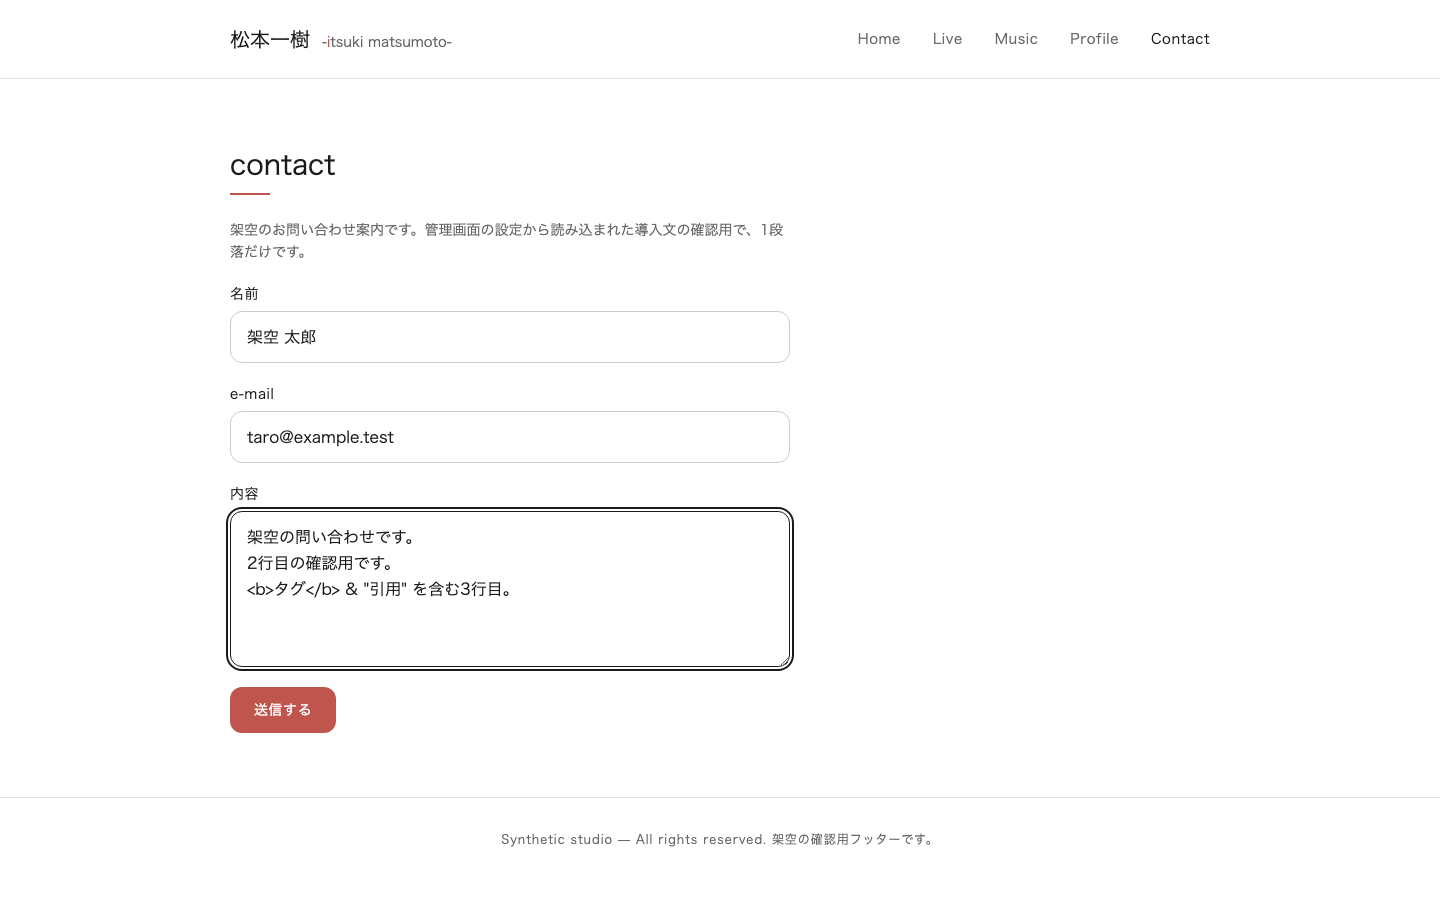 松本一樹 -itsuki matsumoto-
Home Live Music Profile Contact
contact
架空のお問い合わせ案内です。管理画面の設定から読み込まれた導入文の確認用で、1段
落だけです。
名前
架空 太郎
e-mail
taro@example.test
内容
架空の問い合わせです。
2行目の確認用です。
<b>タグ</b> & "引用" を含む3行目。
送信する
Synthetic studio — All rights reserved. 架空の確認用フッターです。